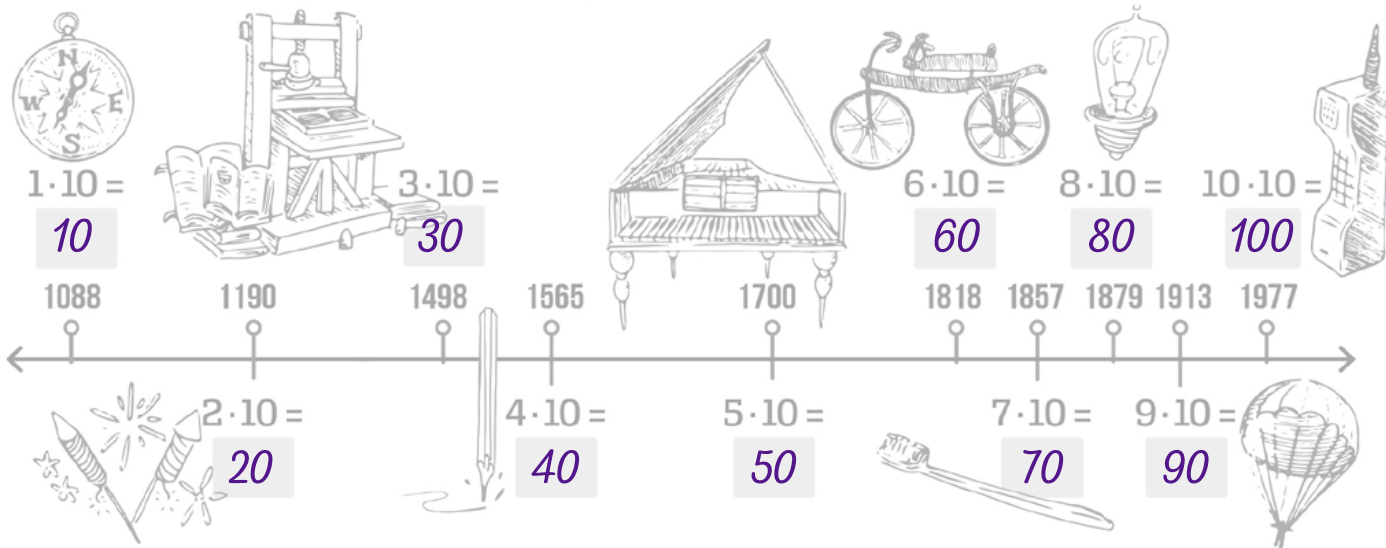 N
W E
S
1·10 = 3·10 = 6·10 = 8·10 = 10·10 =
10 30 60 80 100
1088 1190 1498 1565 1700 1818 1857 1879 1913 1977
2·10 = 4·10 = 5·10 = 7·10 = 9·10 =
20 40 50 70 90